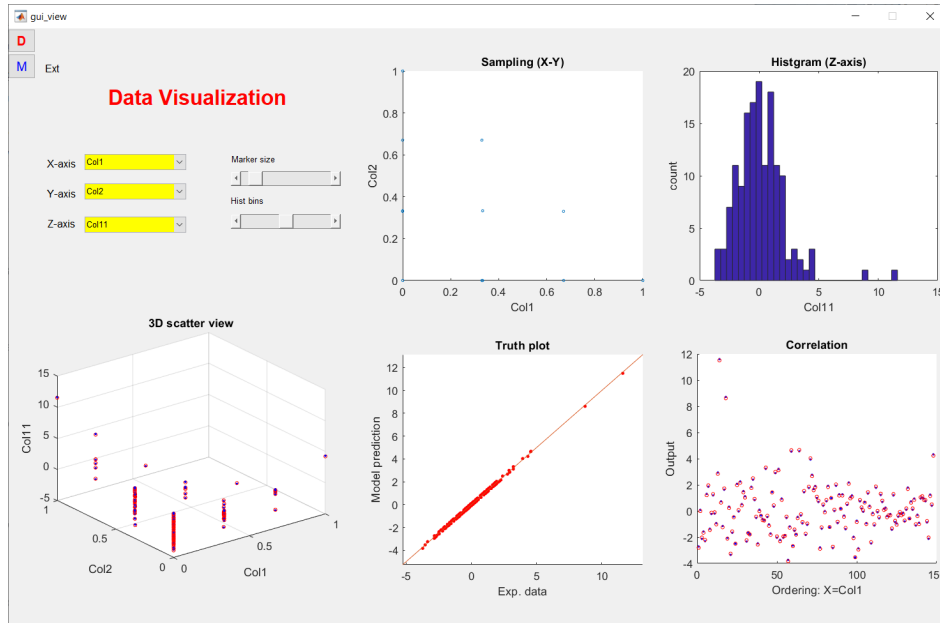 gui_view
D
M
Ext
Data Visualization
X-axis
Col1
Y-axis
Col2
Z-axis
Col11
Marker size
Hist bins
Sampling (X-Y)
1
0.8
0.6
0.4
0.2
0
Col2
0
0.2
0.4
0.6
0.8
1
Col1
Histgram (Z-axis)
20
15
10
5
0
count
-5
0
5
10
15
Col11
3D scatter view
15
10
5
0
-5
Col11
1
0.5
0
Col2
0
0.5
1
Col1
Truth plot
12
10
8
6
4
2
0
-2
-4
Model prediction
-5
0
5
10
Exp. data
Correlation
12
10
8
6
4
2
0
-2
-4
Output
0
50
100
150
Ordering: X=Col1